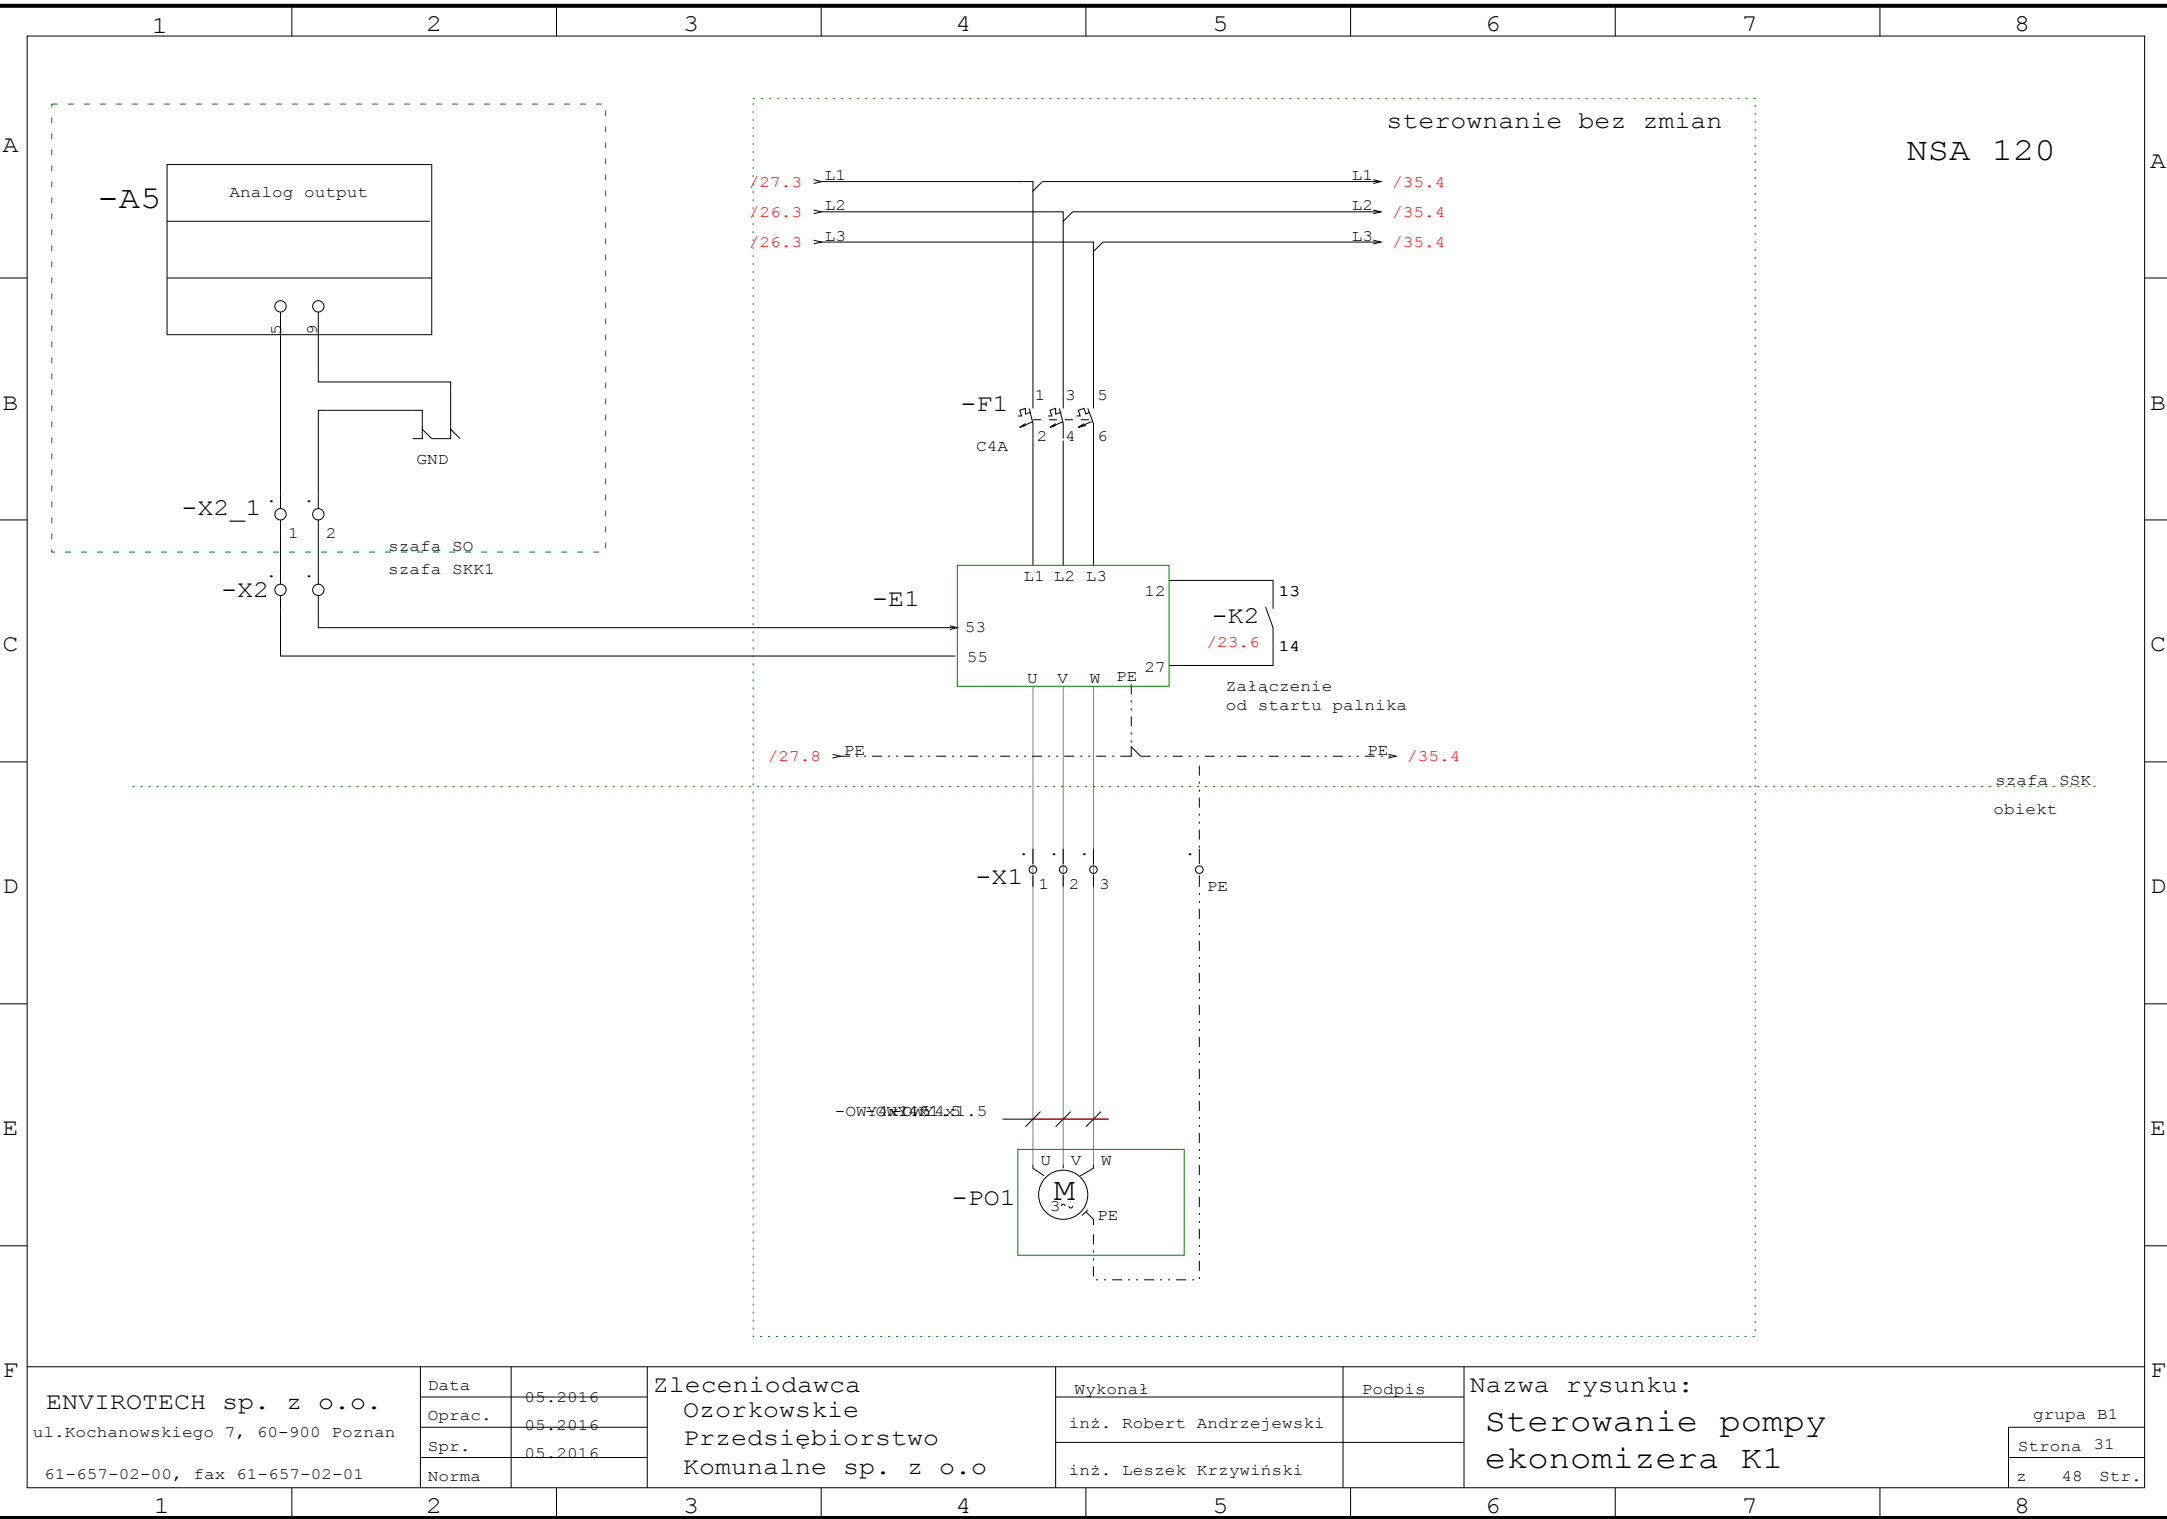 1 2 3 4 5 6 7 8
A
A
B
B
C
C
D
D
E
E
F
F
sterownanie bez zmian
NSA 120
-A5
Analog output
5 9
GND
-X2_1
1 2
szafa SO
szafa SKK1
-X2
/27.3 L1 L1 /35.4
/26.3 L2 L2 /35.4
/26.3 L3 L3 /35.4
-F1
1 3 5
2 4 6
C4A
-E1
L1 L2 L3
12
53
55
27
U V W PE
13
-K2
/23.6
14
Załączenie
od startu palnika
/27.8 PE PE /35.4
szafa SSK
obiekt
-X1
1 2 3 PE
U V W
-PO1
M
3~
PE
ENVIROTECH sp. z o.o.
ul.Kochanowskiego 7, 60-900 Poznan
61-657-02-00, fax 61-657-02-01
Data 05.2016
Oprac. 05.2016
Spr. 05.2016
Norma
Zleceniodawca
Ozorkowskie
Przedsiębiorstwo
Komunalne sp. z o.o
Wykonał Podpis
inż. Robert Andrzejewski
inż. Leszek Krzywiński
Nazwa rysunku:
Sterowanie pompy
ekonomizera K1
grupa B1
Strona 31
z 48 Str.
1 2 3 4 5 6 7 8